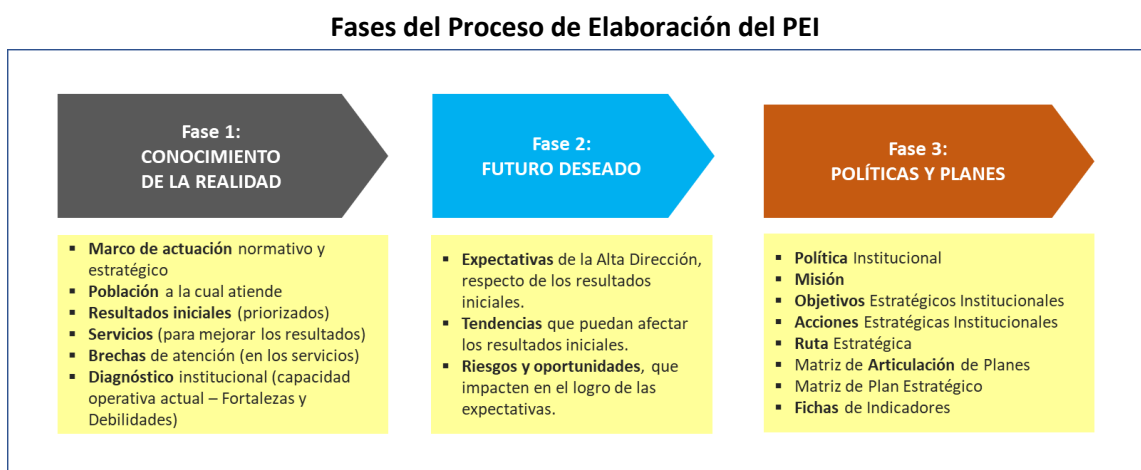 Fases del Proceso de Elaboración del PEI
Fase 1:
CONOCIMIENTO
DE LA REALIDAD
▪ Marco de actuación normativo y
estratégico
▪ Población a la cual atiende
▪ Resultados iniciales (priorizados)
▪ Servicios (para mejorar los resultados)
▪ Brechas de atención (en los servicios)
▪ Diagnóstico institucional (capacidad
operativa actual – Fortalezas y
Debilidades)
Fase 2:
FUTURO DESEADO
▪ Expectativas de la Alta Dirección,
respecto de los resultados
iniciales.
▪ Tendencias que puedan afectar
los resultados iniciales.
▪ Riesgos y oportunidades, que
impacten en el logro de las
expectativas.
Fase 3:
POLÍTICAS Y PLANES
▪ Política Institucional
▪ Misión
▪ Objetivos Estratégicos Institucionales
▪ Acciones Estratégicas Institucionales
▪ Ruta Estratégica
▪ Matriz de Articulación de Planes
▪ Matriz de Plan Estratégico
▪ Fichas de Indicadores